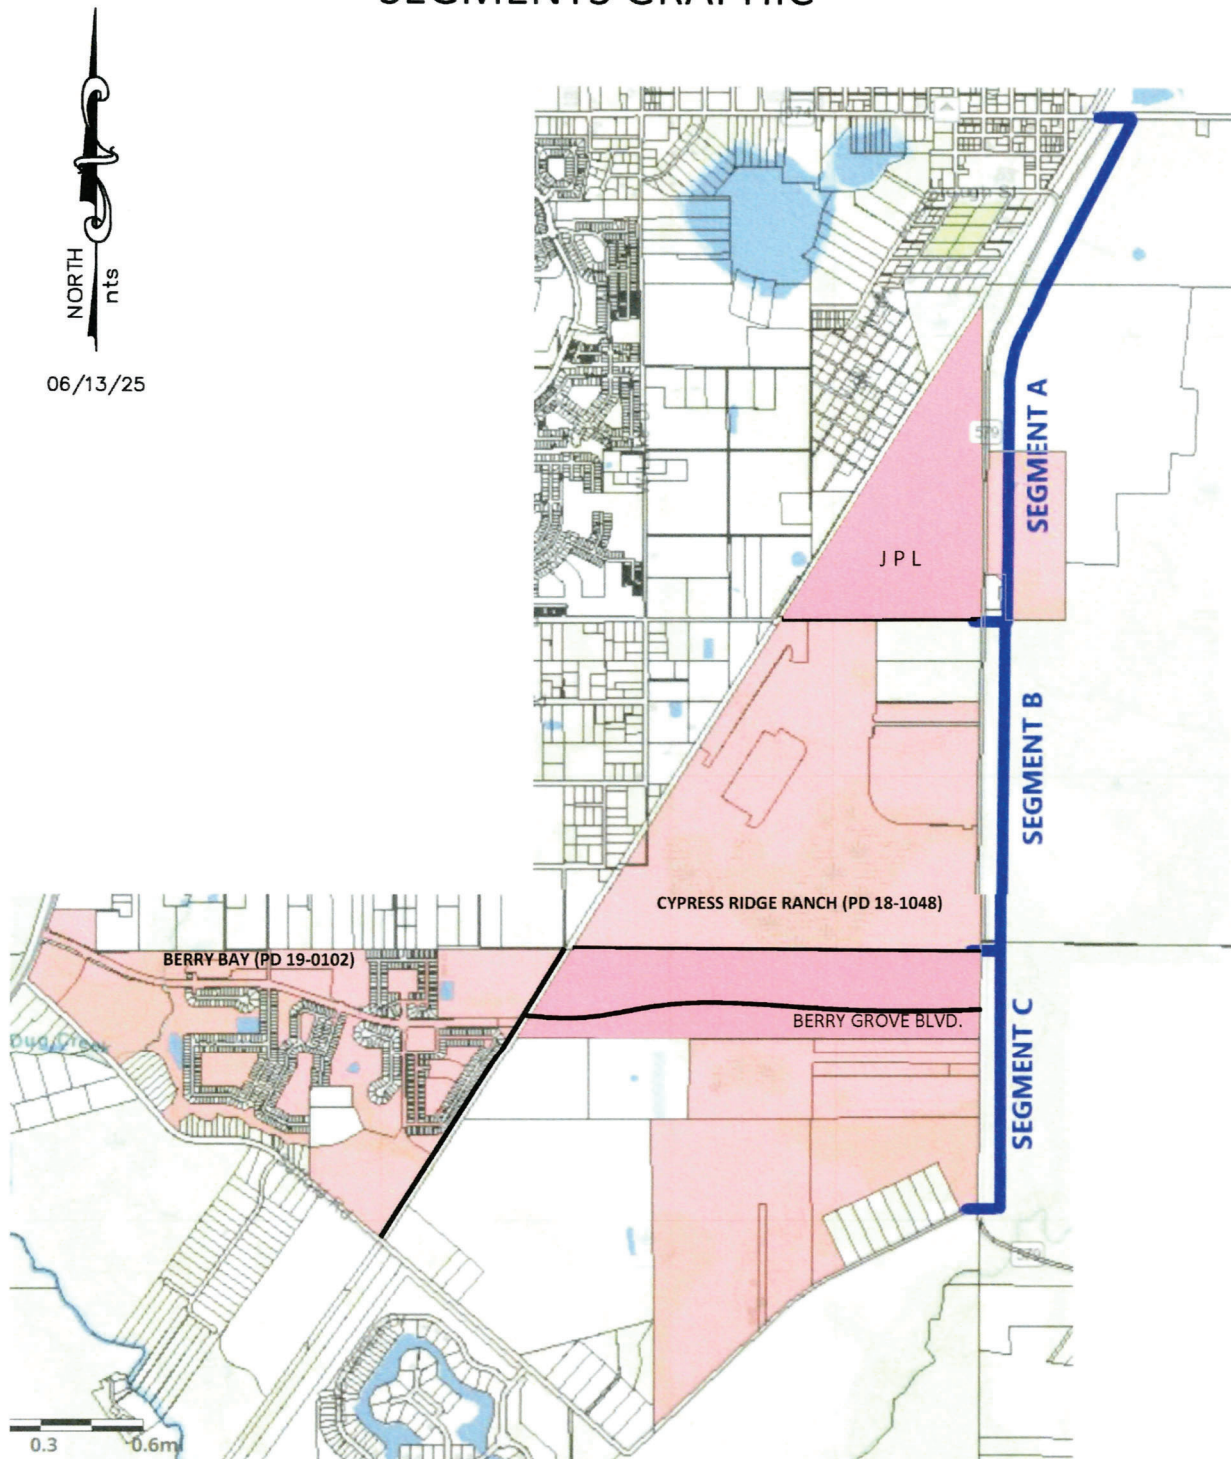 SEGMENTS GRAPHIC
NORTH
nts
06/13/25
574
579
SEGMENT A
J P L
SEGMENT B
CYPRESS RIDGE RANCH (PD 18-1048)
BERRY BAY (PD 19-0102)
BERRY GROVE BLVD.
SEGMENT C
579
0.3
0.6mi